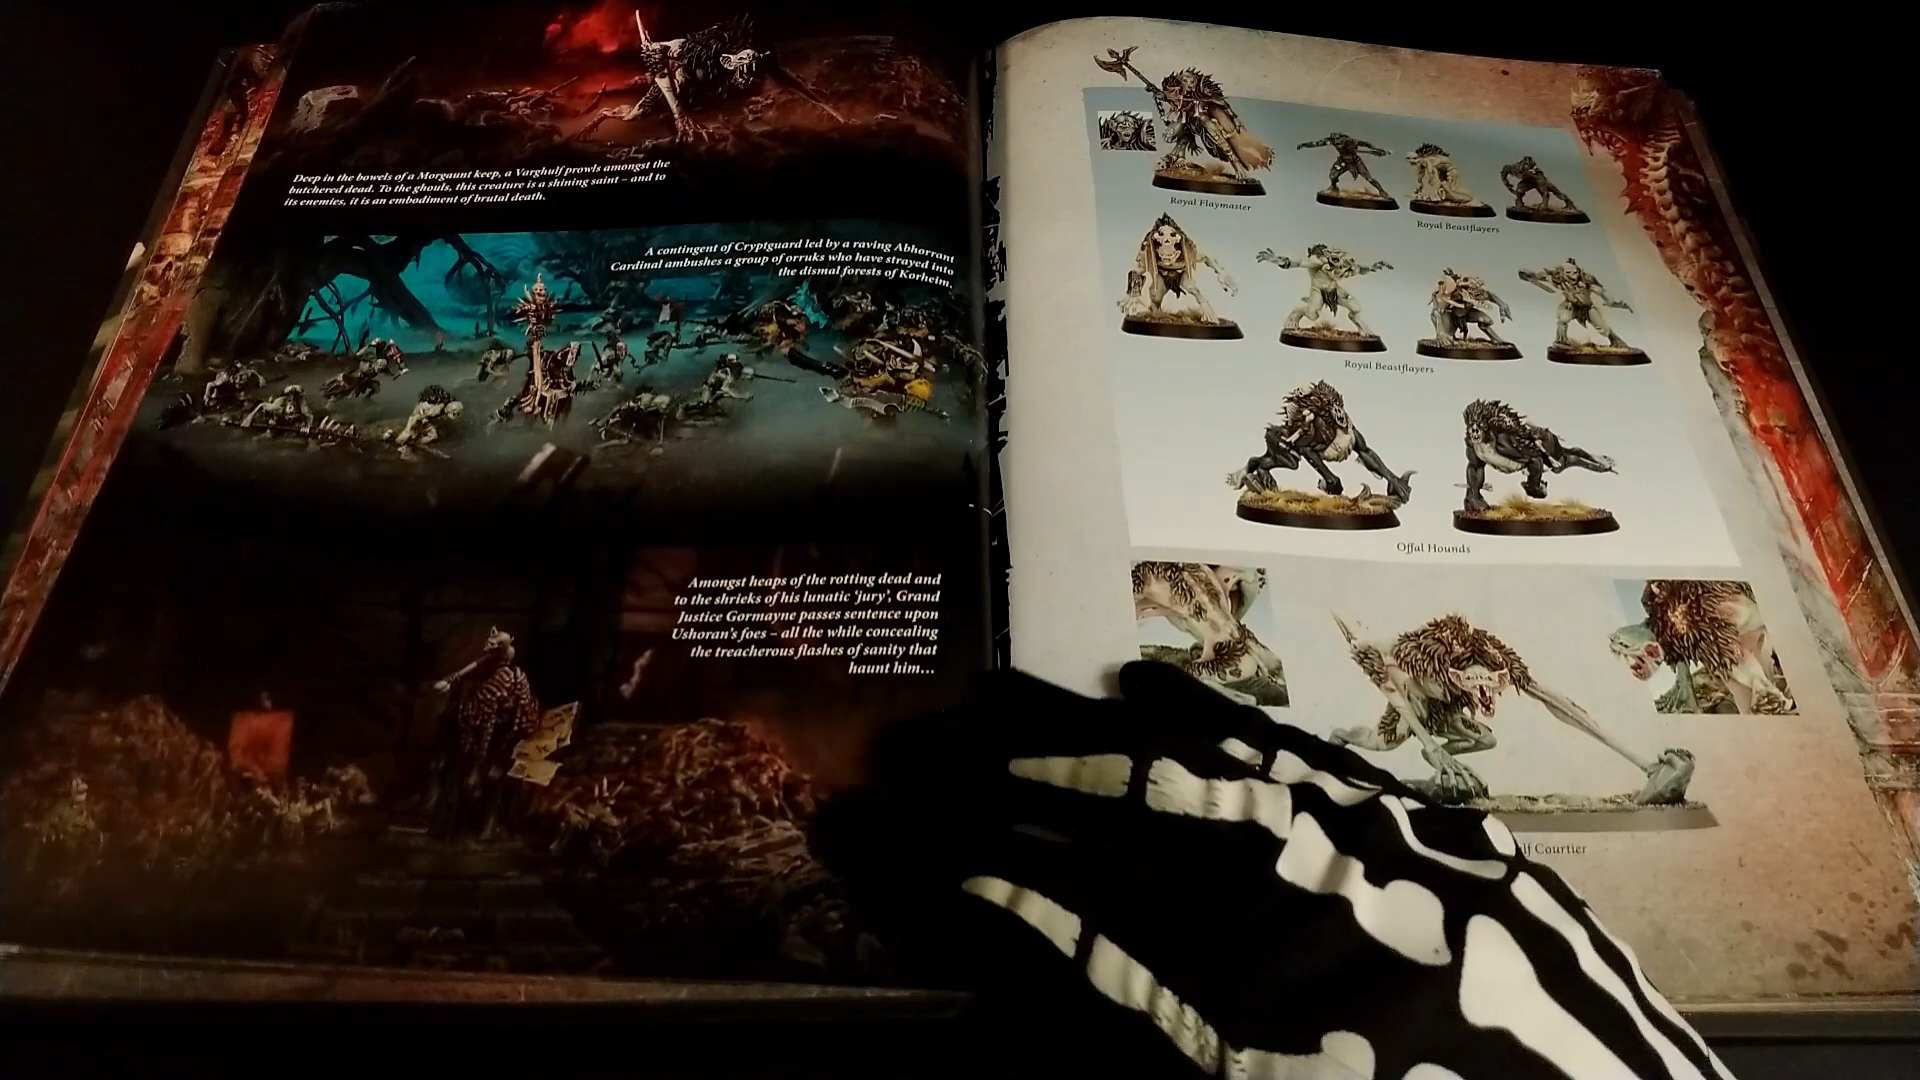 Deep in the bowels of a Morgaunt keep, a Varghulf prowls amongst the
butchered dead. To the ghouls, this creature is a shining saint – and to
its enemies, it is an embodiment of brutal death.
A contingent of Cryptguard led by a raving Abhorrant
Cardinal ambushes a group of orruks who have strayed into
the dismal forests of Korheim.
Amongst heaps of the rotting dead and
to the shrieks of his lunatic ‘jury’, Grand
Justice Gormayne passes sentence upon
Ushoran’s foes – all the while concealing
the treacherous flashes of sanity that
haunt him…
Royal Flaymaster
Royal Beastflayers
Royal Beastflayers
Offal Hounds
Courtier